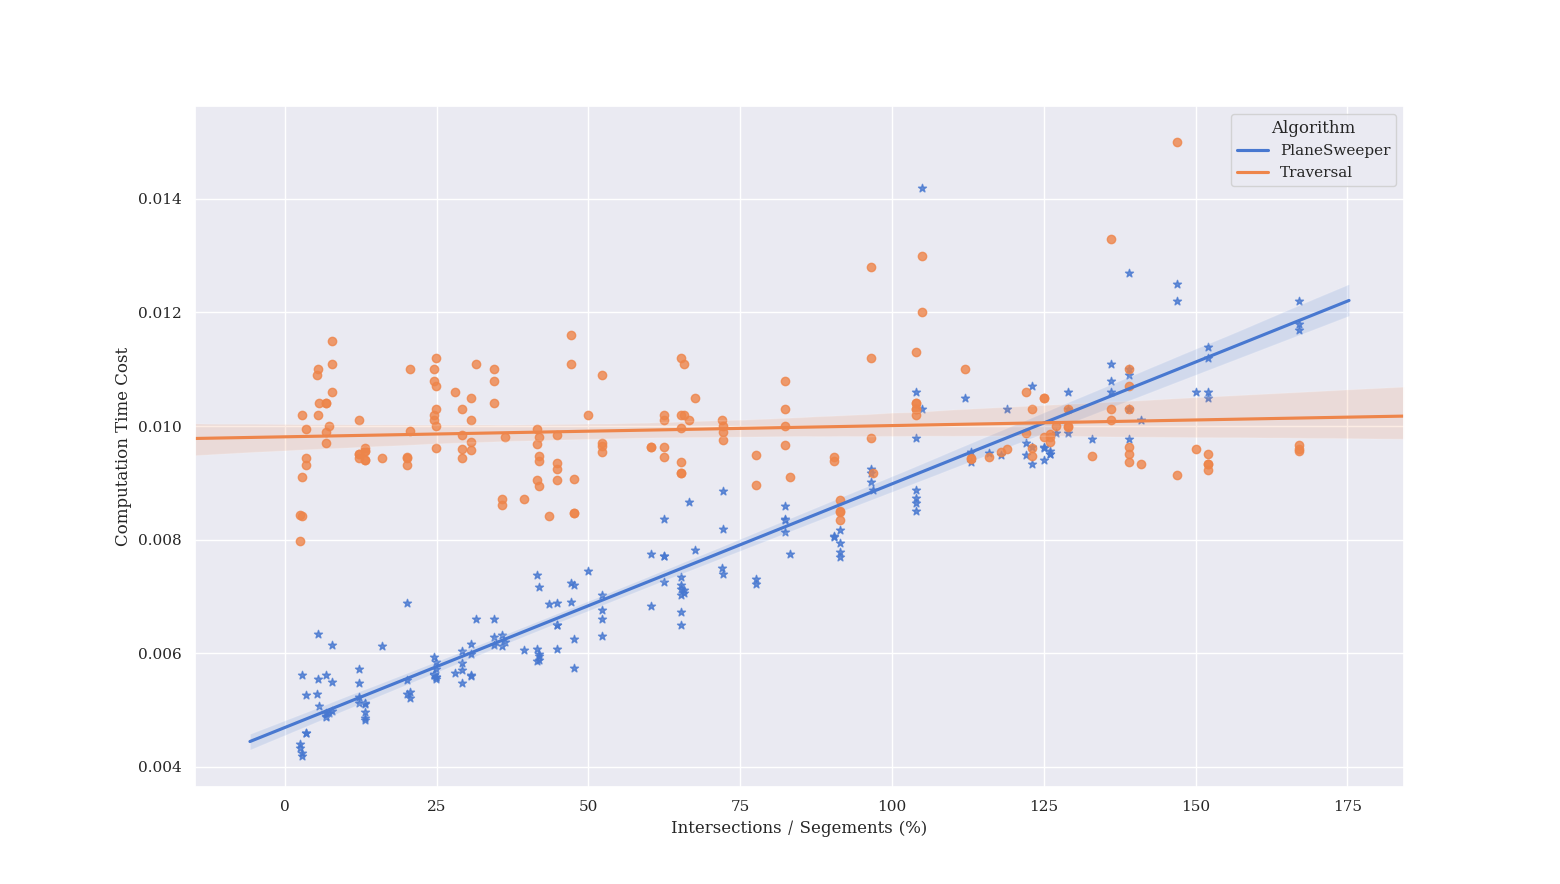 Algorithm
PlaneSweeper
Traversal
0.014
0.012
0.010
0.008
0.006
0.004
Computation Time Cost
0 25 50 75 100 125 150 175
Intersections / Segements (%)